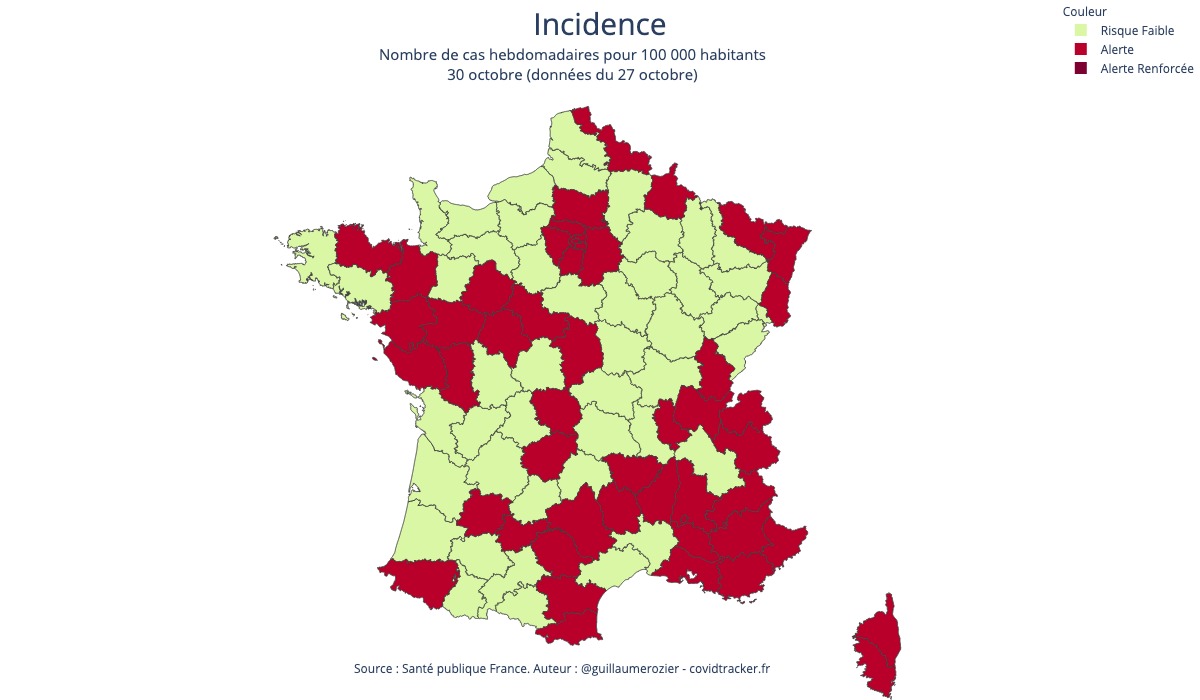 Incidence
Nombre de cas hebdomadaires pour 100 000 habitants
30 octobre (données du 27 octobre)
Couleur
Risque Faible
Alerte
Alerte Renforcée
Source : Santé publique France. Auteur : @guillaumerozier - covidtracker.fr